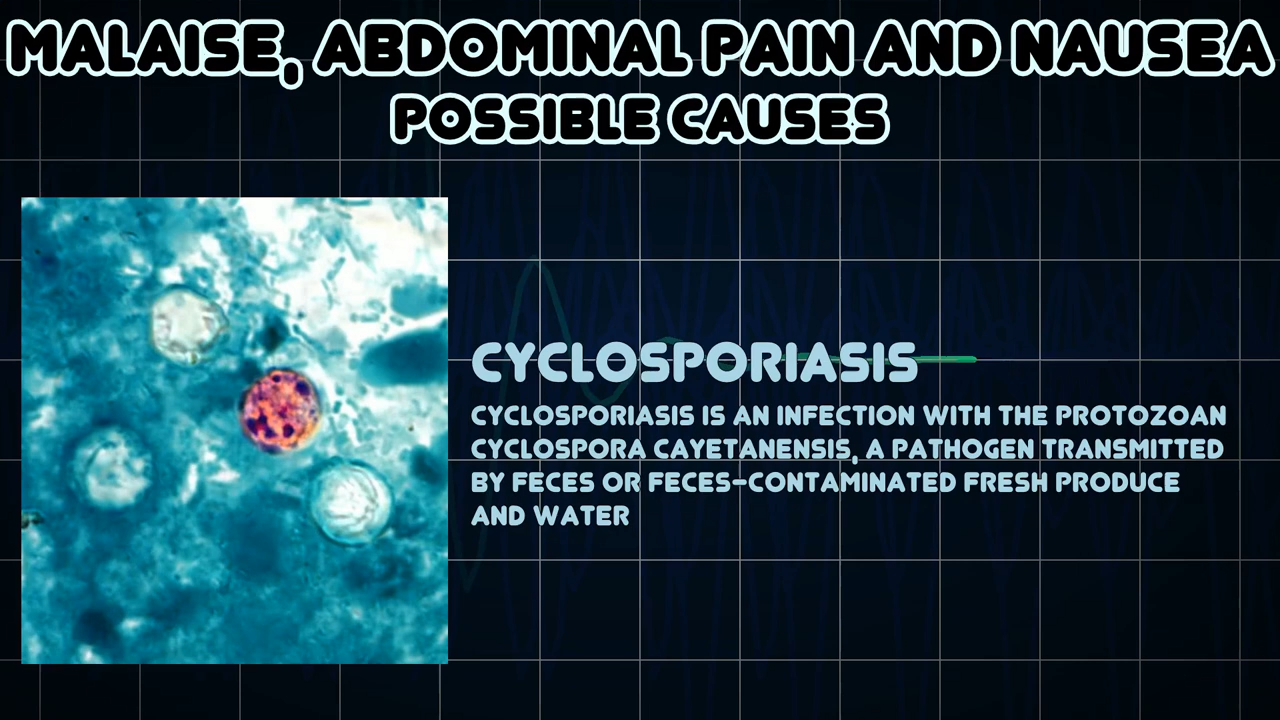 MALAISE, ABDOMINAL PAIN AND NAUSEA
POSSIBLE CAUSES
CYCLOSPORIASIS
CYCLOSPORIASIS IS AN INFECTION WITH THE PROTOZOAN
CYCLOSPORA CAYETANENSIS, A PATHOGEN TRANSMITTED
BY FECES OR FECES-CONTAMINATED FRESH PRODUCE
AND WATER